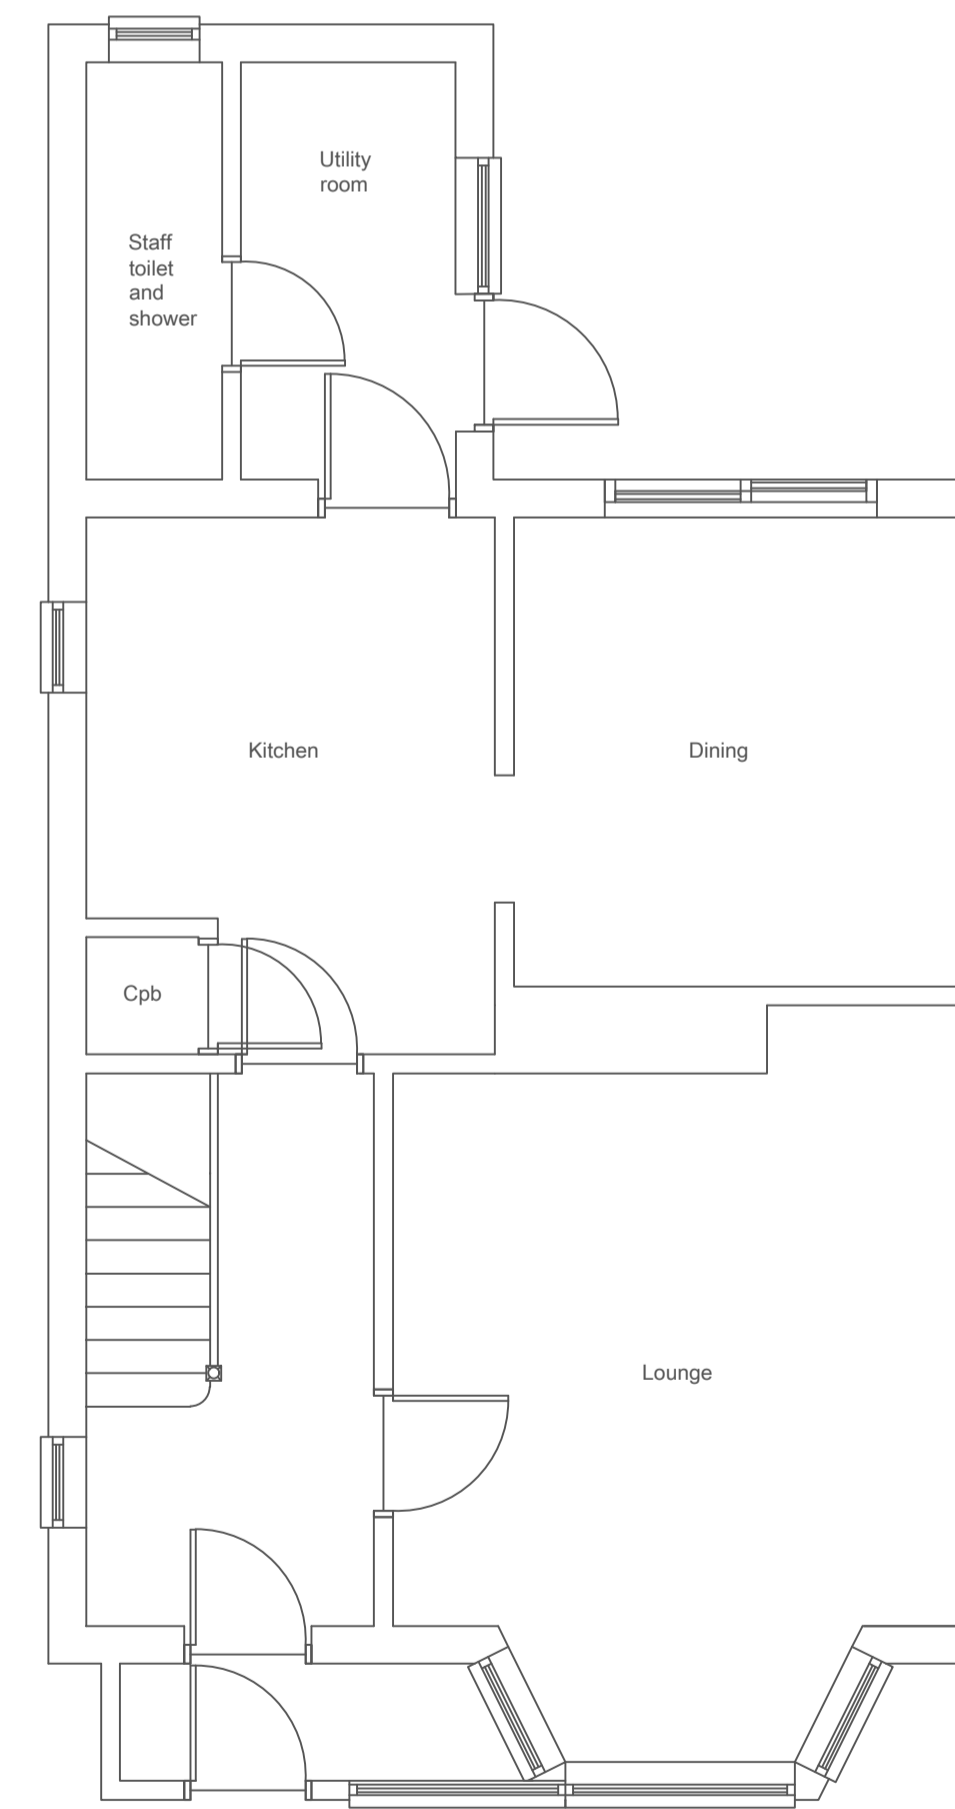 Utility
room
Staff
toilet
and
shower
Kitchen
Dining
Cpb
Lounge